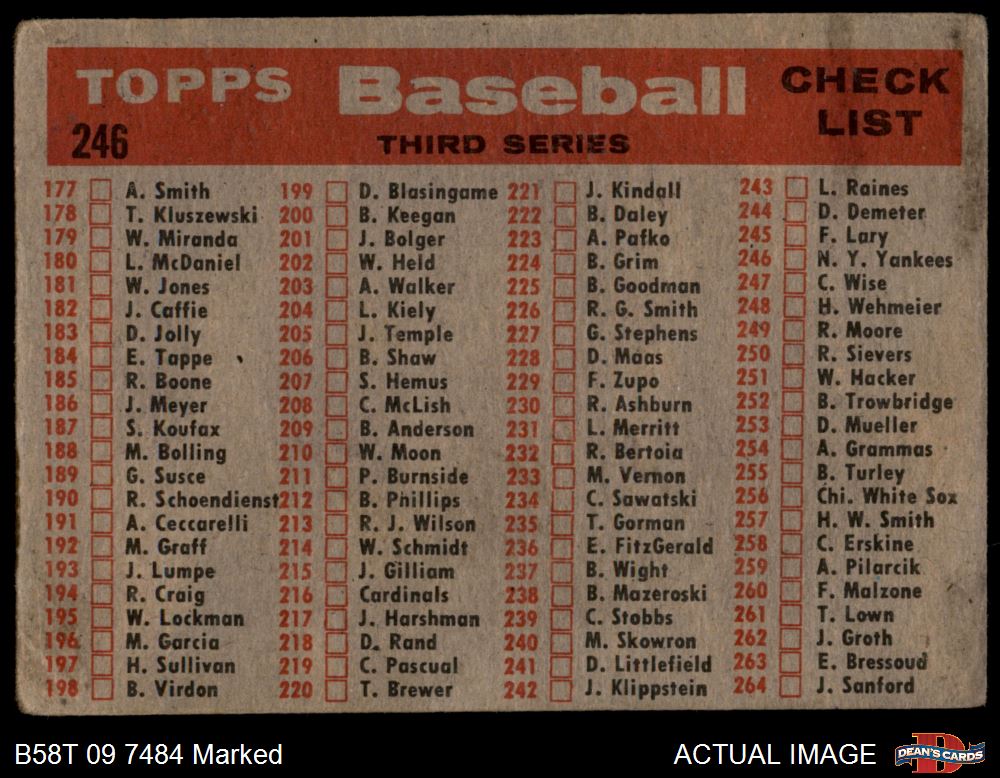 TOPPS Baseball CHECK LIST
246 THIRD SERIES
177 A. Smith
178 T. Kluszewski
179 W. Miranda
180 L. McDaniel
181 W. Jones
182 J. Caffie
183 D. Jolly
184 E. Tappe
185 R. Boone
186 J. Meyer
187 S. Koufax
188 M. Bolling
189 G. Susce
190 R. Schoendienst
191 A. Ceccarelli
192 M. Graff
193 J. Lumpe
194 R. Craig
195 W. Lockman
196 M. Garcia
197 H. Sullivan
198 B. Virdon
199 D. Blasingame
200 B. Keegan
201 J. Bolger
202 W. Held
203 A. Walker
204 L. Kiely
205 J. Temple
206 B. Shaw
207 S. Hemus
208 C. McLish
209 B. Anderson
210 W. Moon
211 P. Burnside
212 B. Phillips
213 R. J. Wilson
214 W. Schmidt
215 J. Gilliam
216 Cardinals
217 J. Harshman
218 D. Rand
219 C. Pascual
220 T. Brewer
221 J. Kindall
222 B. Daley
223 A. Pafko
224 B. Grim
225 B. Goodman
226 R. G. Smith
227 G. Stephens
228 D. Maas
229 F. Zupo
230 R. Ashburn
231 L. Merritt
232 R. Bertoia
233 M. Vernon
234 C. Sawatski
235 T. Gorman
236 E. FitzGerald
237 B. Wight
238 B. Mazeroski
239 C. Stobbs
240 M. Skowron
241 D. Littlefield
242 J. Klippstein
243 L. Raines
244 D. Demeter
245 F. Lary
246 N. Y. Yankees
247 C. Wise
248 H. Wehmeier
249 R. Moore
250 R. Sievers
251 W. Hacker
252 B. Trowbridge
253 D. Mueller
254 A. Grammas
255 B. Turley
256 Chi. White Sox
257 H. W. Smith
258 C. Erskine
259 A. Pilarcik
260 F. Malzone
261 T. Lown
262 J. Groth
263 E. Bressoud
264 J. Sanford
B58T 09 7484 Marked
ACTUAL IMAGE
D
DEAN'S CARDS